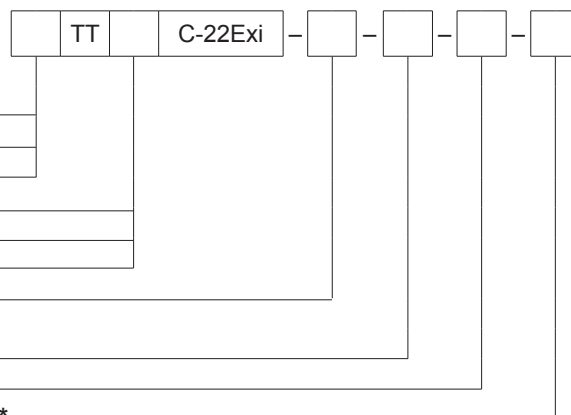 TT C-22Exi – – – –
*